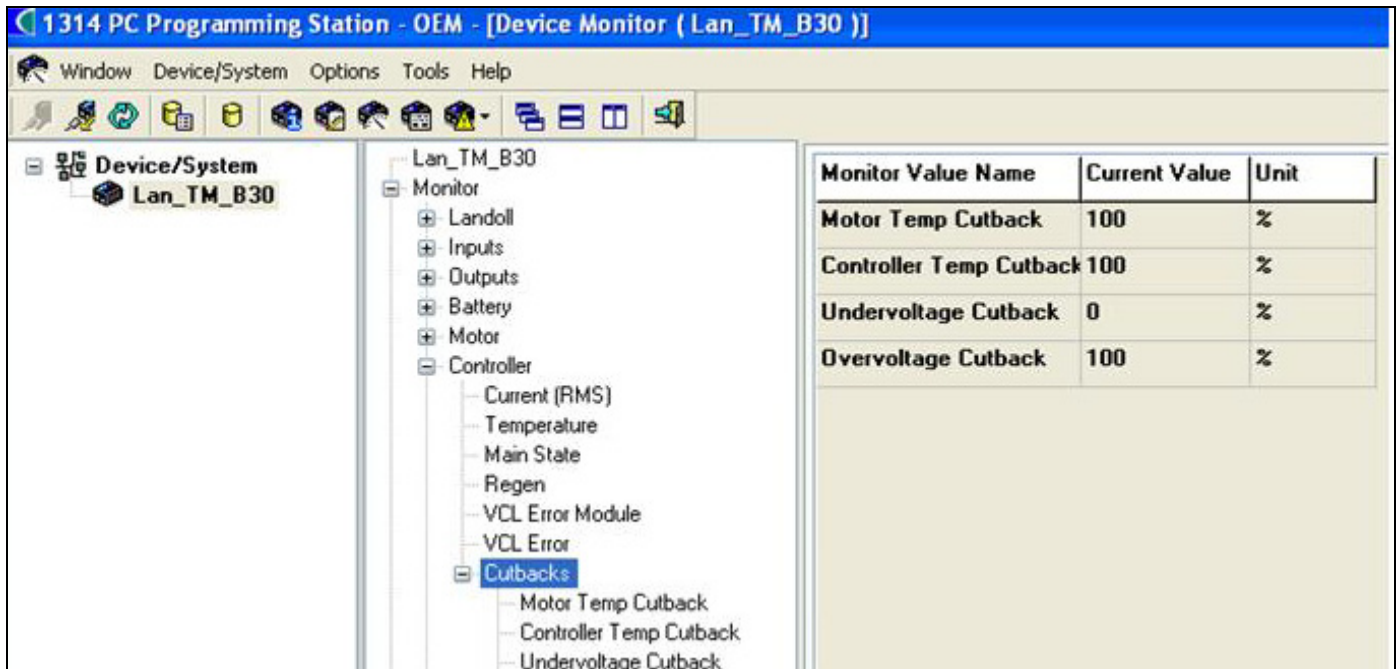 1314 PC Programming Station - OEM - [Device Monitor ( Lan_TM_B30 )]
Window Device/System Options Tools Help
Device/System
Lan_TM_B30
Lan_TM_B30
Monitor
Landoll
Inputs
Outputs
Battery
Motor
Controller
Current (RMS)
Temperature
Main State
Regen
VCL Error Module
VCL Error
Cutbacks
Motor Temp Cutback
Controller Temp Cutback
Undervoltage Cutback
Monitor Value Name Current Value Unit
Motor Temp Cutback 100 %
Controller Temp Cutback 100 %
Undervoltage Cutback 0 %
Overvoltage Cutback 100 %